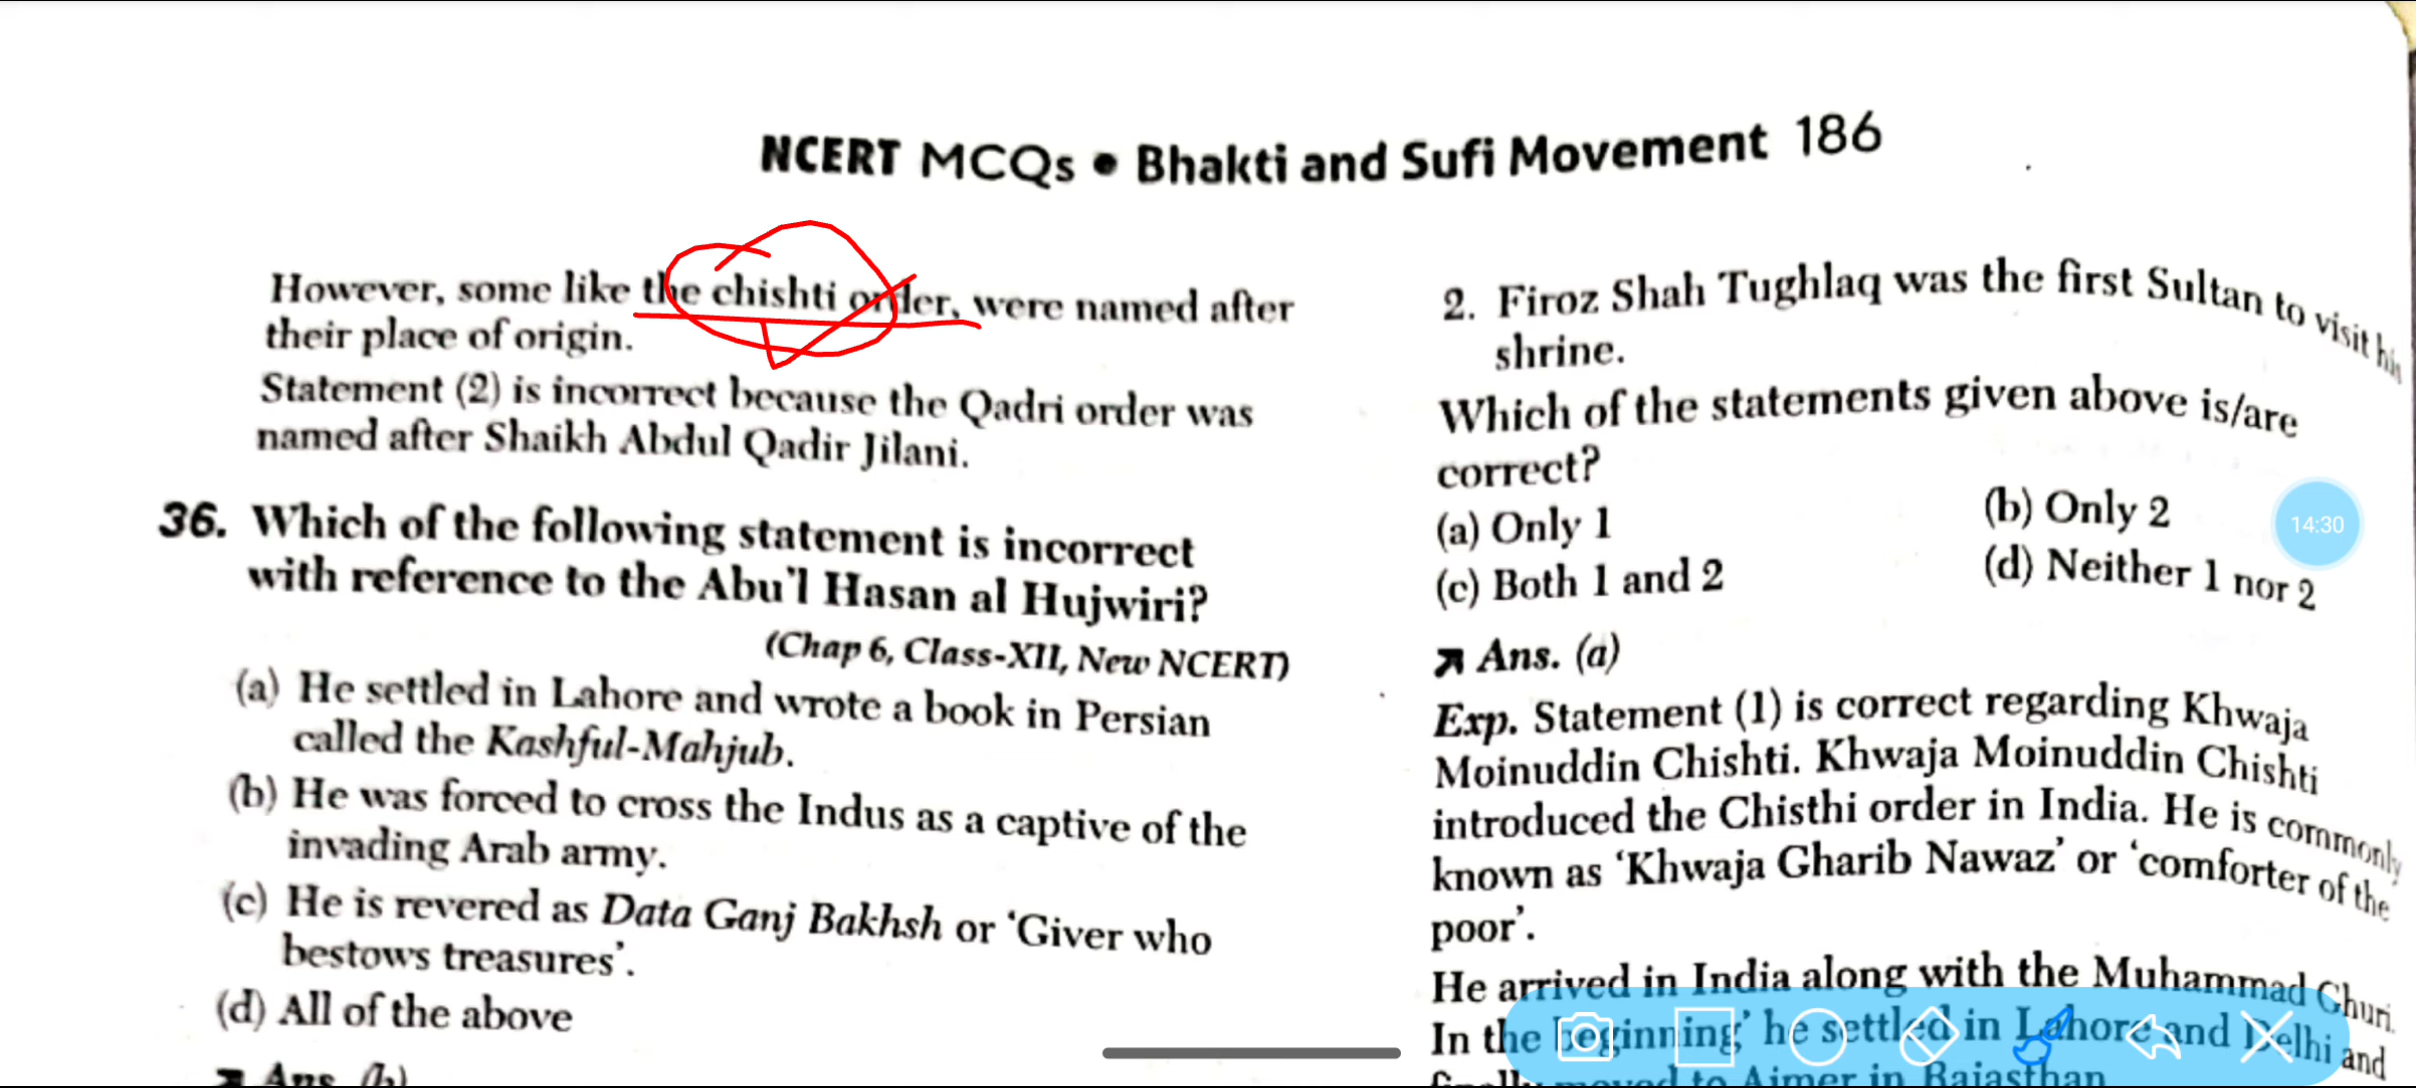 NCERT MCQs • Bhakti and Sufi Movement 186
However, some like the chishti order, were named after
their place of origin.
Statement (2) is incorrect because the Qadri order was
named after Shaikh Abdul Qadir Jilani.
36. Which of the following statement is incorrect
with reference to the Abu'l Hasan al Hujwiri?
(Chap 6, Class-XII, New NCERT)
(a) He settled in Lahore and wrote a book in Persian
called the Kashful-Mahjub.
(b) He was forced to cross the Indus as a captive of the
invading Arab army.
(c) He is revered as Data Ganj Bakhsh or 'Giver who
bestows treasures'.
(d) All of the above
Ans. (b)
2. Firoz Shah Tughlaq was the first Sultan to visit his
shrine.
Which of the statements given above is/are
correct?
(a) Only 1
(b) Only 2
(c) Both 1 and 2
(d) Neither 1 nor 2
Ans. (a)
Exp. Statement (1) is correct regarding Khwaja
Moinuddin Chishti. Khwaja Moinuddin Chishti
introduced the Chisthi order in India. He is commonly
known as 'Khwaja Gharib Nawaz' or 'comforter of the
poor'.
He arrived in India along with the Muhammad Churi.
In the beginning' he settled in Lahore and Delhi and
moved to Ajmer in Rajasthan
14:30